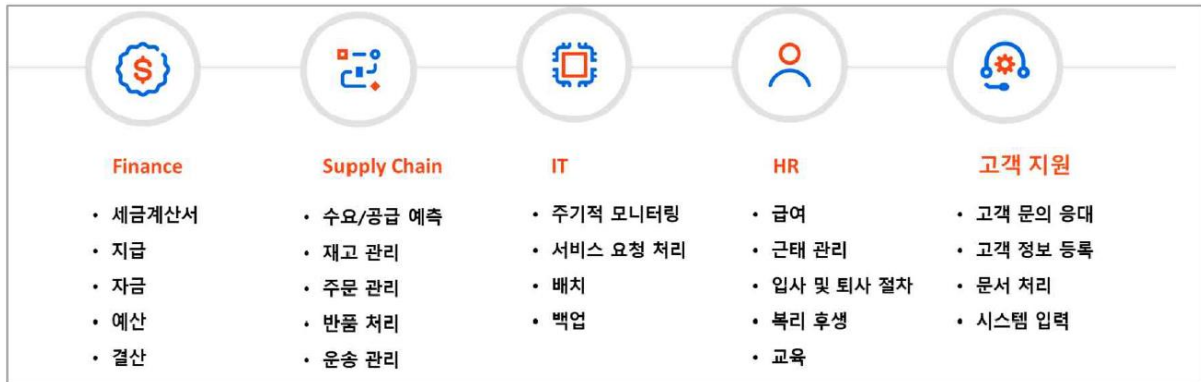 $
Finance
• 세금계산서
• 지급
• 자금
• 예산
• 결산
Supply Chain
• 수요/공급 예측
• 재고 관리
• 주문 관리
• 반품 처리
• 운송 관리
IT
• 주기적 모니터링
• 서비스 요청 처리
• 배치
• 백업
HR
• 급여
• 근태 관리
• 입사 및 퇴사 절차
• 복리 후생
• 교육
고객 지원
• 고객 문의 응대
• 고객 정보 등록
• 문서 처리
• 시스템 입력